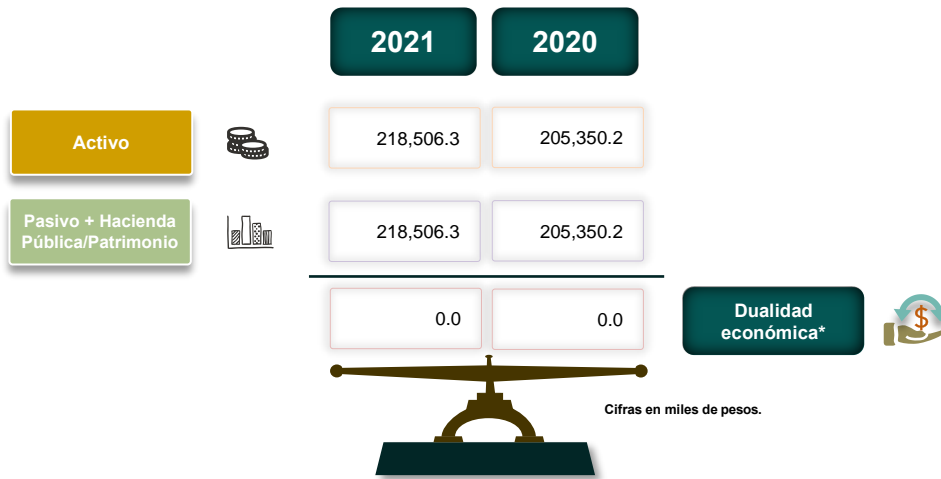 2021 2020
Activo 218,506.3 205,350.2
Pasivo + Hacienda
Pública/Patrimonio 218,506.3 205,350.2
0.0 0.0 Dualidad
económica*
$
Cifras en miles de pesos.